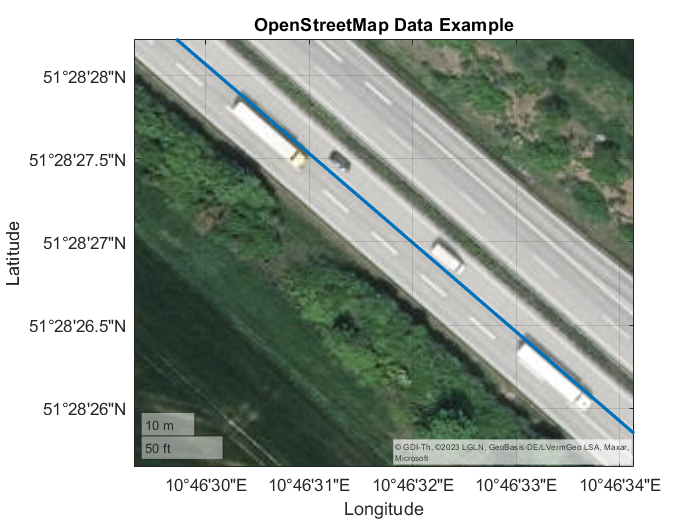 OpenStreetMap Data Example
51°28'28"N
51°28'27.5"N
51°28'27"N
51°28'26.5"N
51°28'26"N
Latitude
10 m
50 ft
© GDI-Th, ©2023 LGLN, GeoBasis-DE/LVermGeo LSA, Maxar,
Microsoft
10°46'30"E 10°46'31"E 10°46'32"E 10°46'33"E 10°46'34"E
Longitude